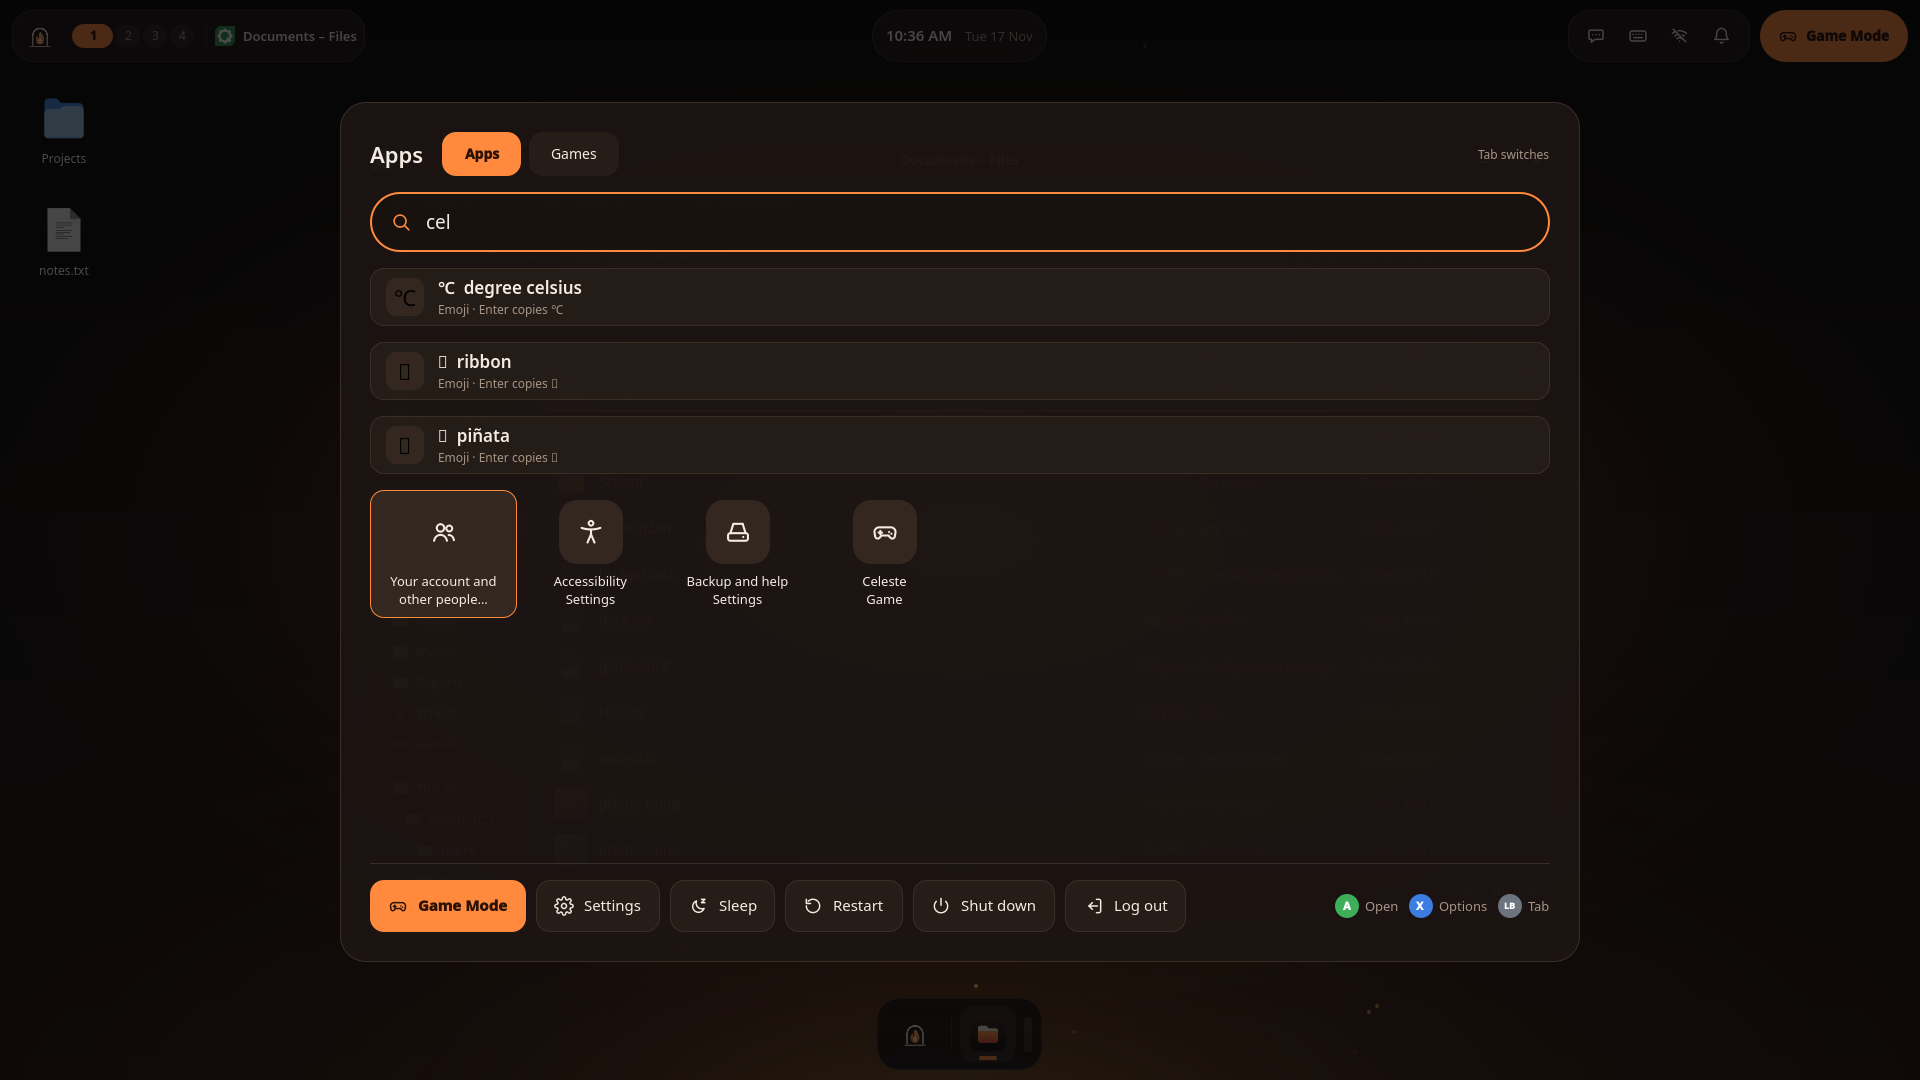 1 2 3 4 Documents – Files
10:36 AM Tue 17 Nov
Game Mode
Projects
notes.txt
Apps Apps Games Tab switches
cel
℃ degree celsius
Emoji · Enter copies ℃
ribbon
Emoji · Enter copies
piñata
Emoji · Enter copies
Your account and
other people...
Accessibility
Settings
Backup and help
Settings
Celeste
Game
Game Mode Settings Sleep Restart Shut down Log out A Open X Options LB Tab